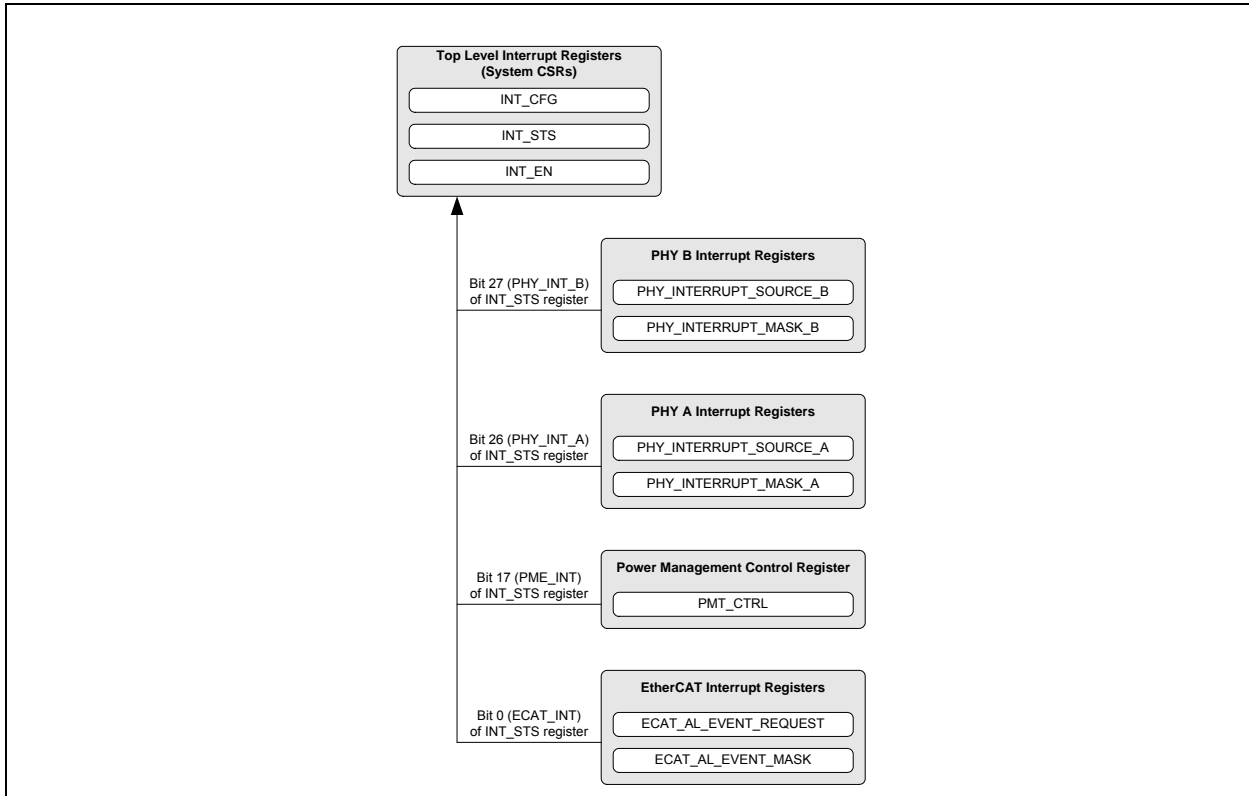 Top Level Interrupt Registers
(System CSRs)
INT_CFG
INT_STS
INT_EN
PHY B Interrupt Registers
Bit 27 (PHY_INT_B)
of INT_STS register
PHY_INTERRUPT_SOURCE_B
PHY_INTERRUPT_MASK_B
PHY A Interrupt Registers
Bit 26 (PHY_INT_A)
of INT_STS register
PHY_INTERRUPT_SOURCE_A
PHY_INTERRUPT_MASK_A
Power Management Control Register
Bit 17 (PME_INT)
of INT_STS register
PMT_CTRL
EtherCAT Interrupt Registers
Bit 0 (ECAT_INT)
of INT_STS register
ECAT_AL_EVENT_REQUEST
ECAT_AL_EVENT_MASK